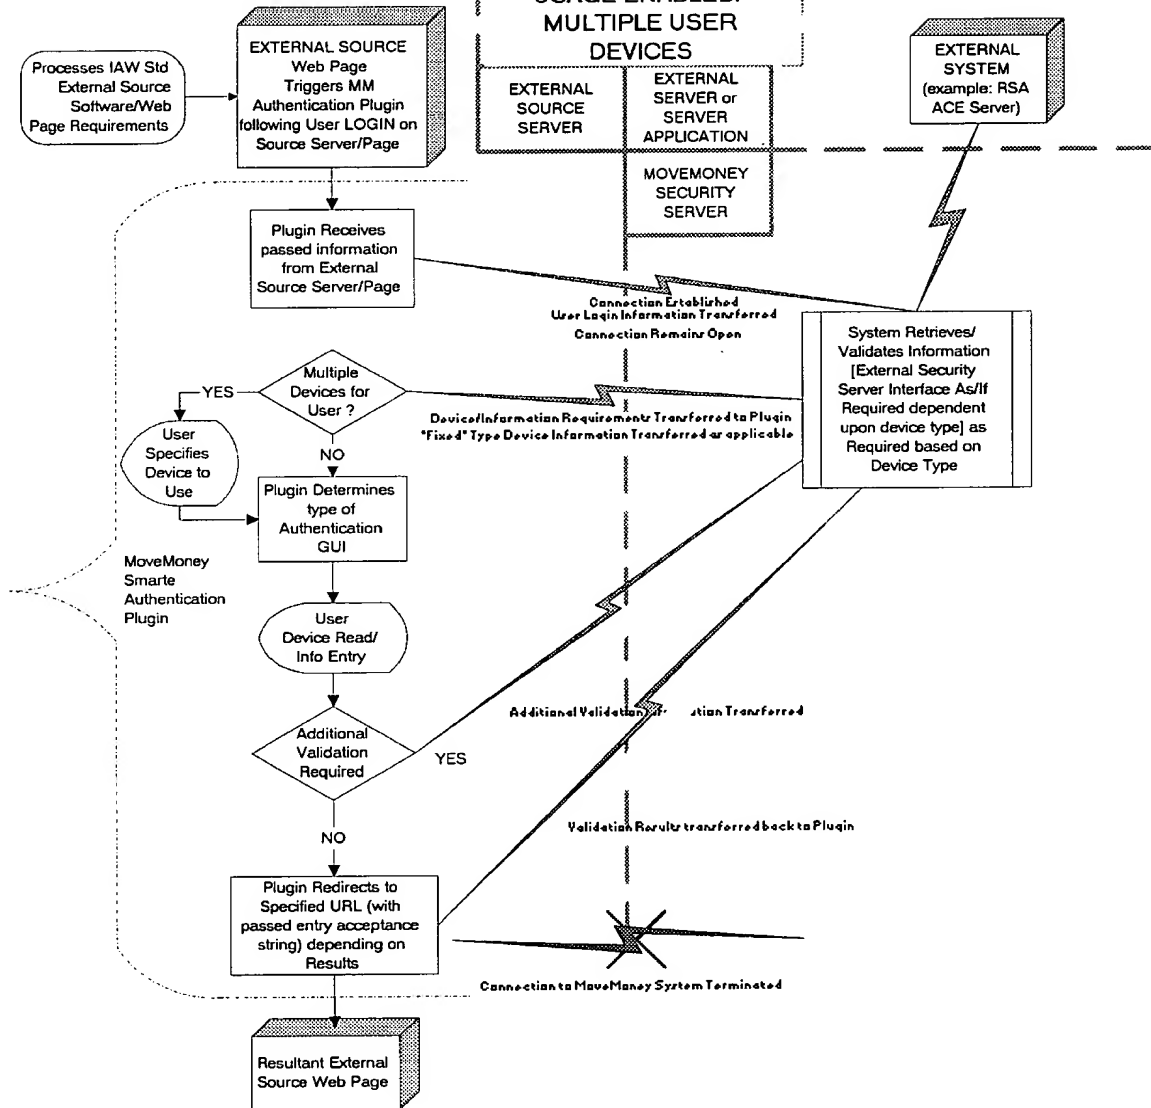 USAGE ENABLED:
MULTIPLE USER
DEVICES
Processes IAW Std
External Source
Software/Web
Page Requirements
EXTERNAL SOURCE
Web Page
Triggers MM
Authentication Plugin
following User LOGIN on
Source Server/Page
EXTERNAL
SOURCE
SERVER
EXTERNAL
SERVER or
SERVER
APPLICATION
MOVEMONEY
SECURITY
SERVER
EXTERNAL
SYSTEM
(example: RSA
ACE Server)
Plugin Receives
passed information
from External
Source Server/Page
Connection Established
User Login Information Transferred
Connection Remains Open
System Retrieves/
Validates Information
[External Security
Server Interface As/If
Required dependent
upon device type] as
Required based on
Device Type
Multiple
Devices for
User ?
YES
NO
Device/Information Requirements Transferred to Plugin
"Fixed" Type Device Information Transferred as applicable
User
Specifies
Device to
Use
Plugin Determines
type of
Authentication
GUI
MoveMoney
Smarte
Authentication
Plugin
User
Device Read/
Info Entry
Additional
Validation
Required
YES
NO
Additional Validation Transferred
Validation Results transferred back to Plugin
Plugin Redirects to
Specified URL (with
passed entry acceptance
string) depending on
Results
Connection to MoveMoney System Terminated
Resultant External
Source Web Page